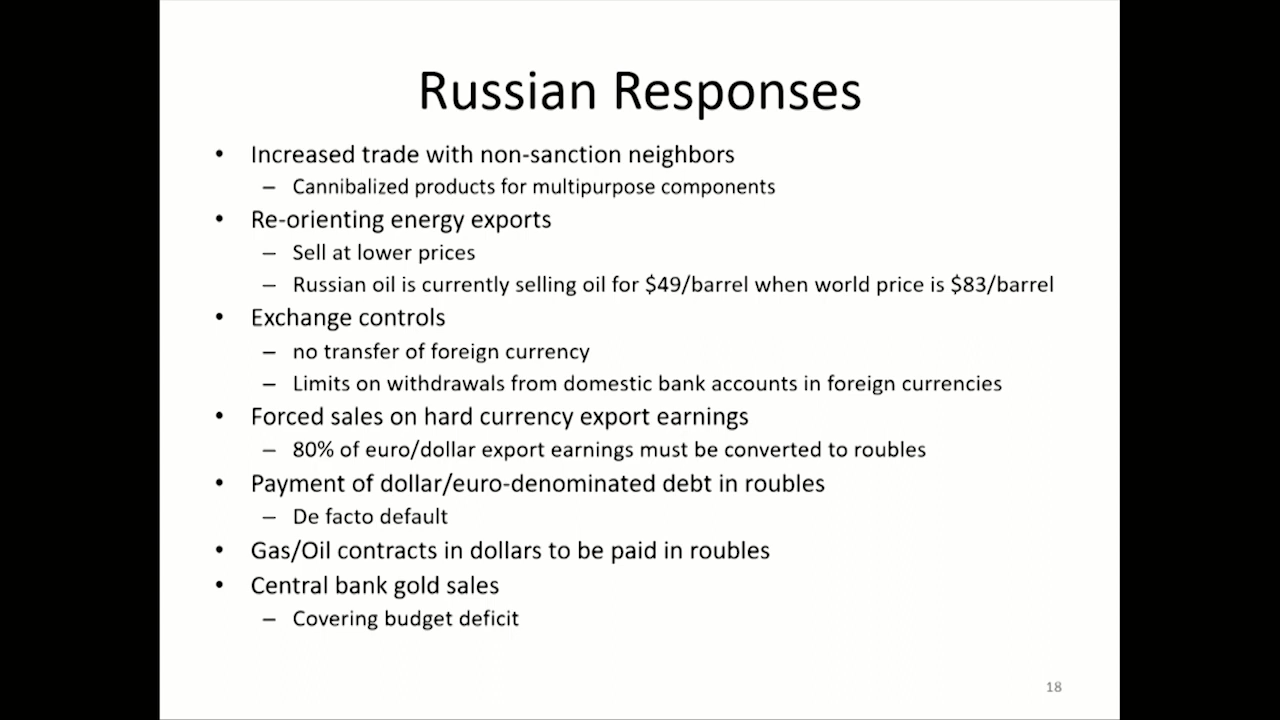 Russian Responses
• Increased trade with non-sanction neighbors
– Cannibalized products for multipurpose components
• Re-orienting energy exports
– Sell at lower prices
– Russian oil is currently selling oil for $49/barrel when world price is $83/barrel
• Exchange controls
– no transfer of foreign currency
– Limits on withdrawals from domestic bank accounts in foreign currencies
• Forced sales on hard currency export earnings
– 80% of euro/dollar export earnings must be converted to roubles
• Payment of dollar/euro-denominated debt in roubles
– De facto default
• Gas/Oil contracts in dollars to be paid in roubles
• Central bank gold sales
– Covering budget deficit
18